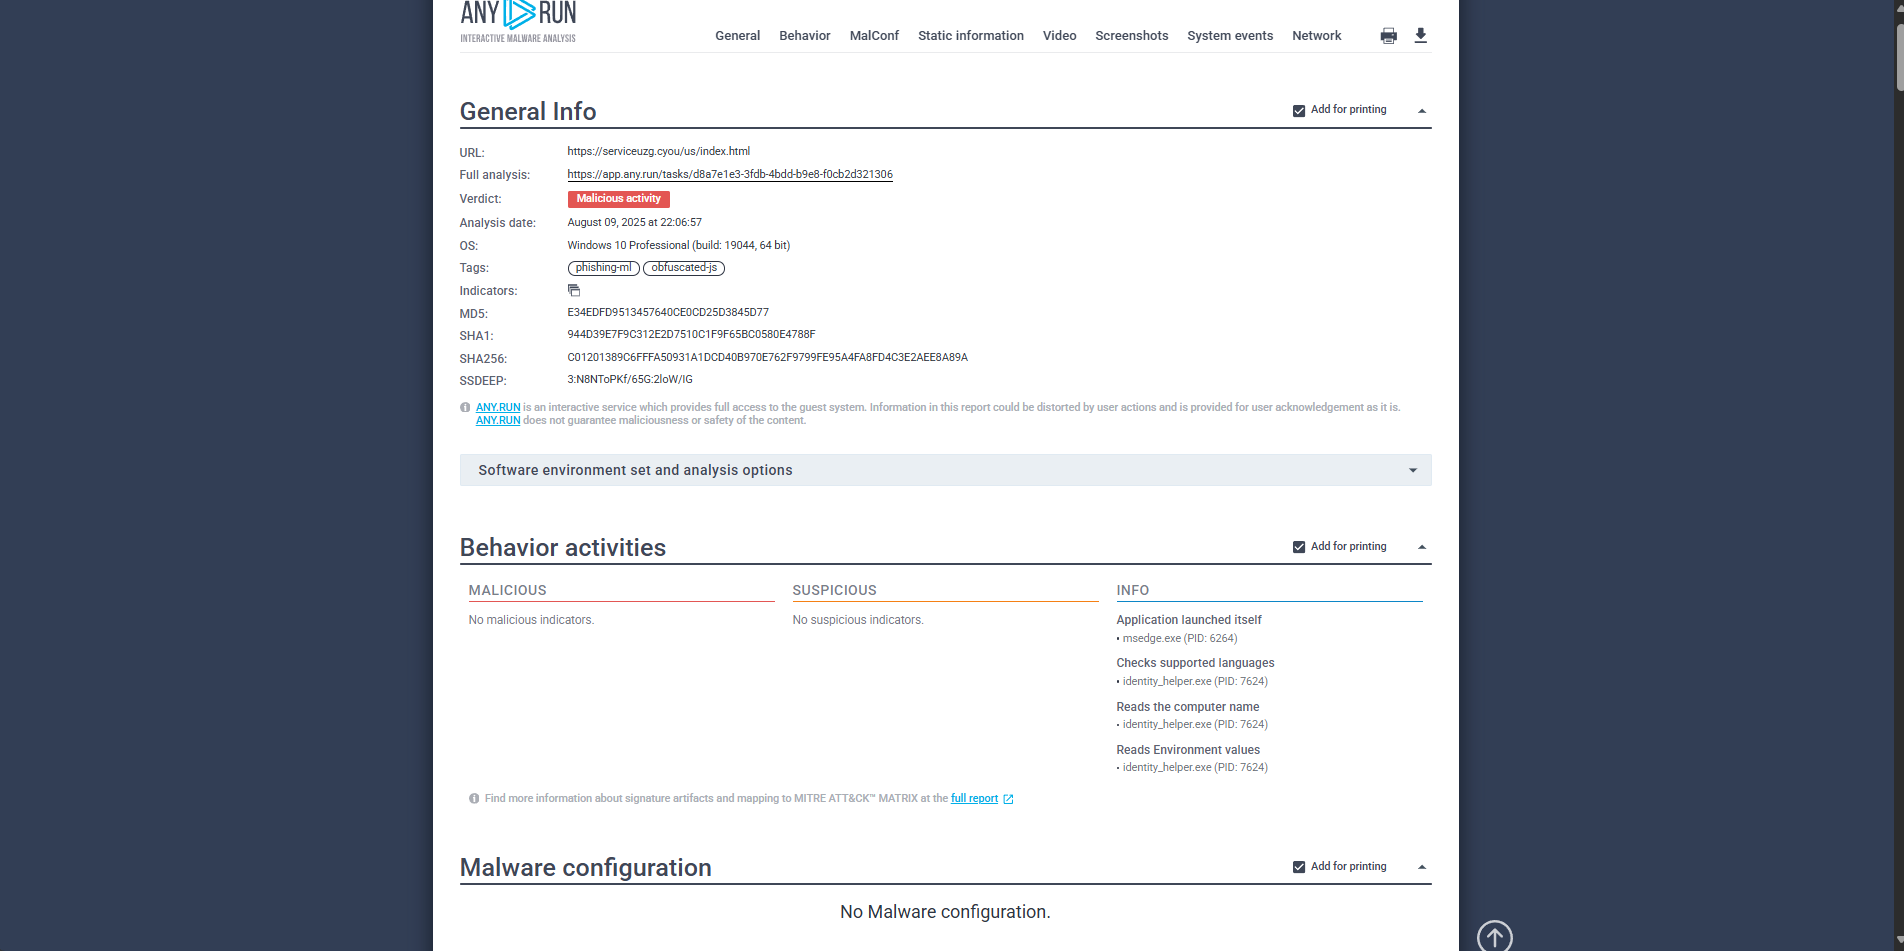 ANY RUN
INTERACTIVE MALWARE ANALYSIS
General Behavior MalConf Static information Video Screenshots System events Network
General Info
Add for printing
URL: https://serviceuzg.cyou/us/index.html
Full analysis: https://app.any.run/tasks/d8a7e1e3-3fdb-4bdd-b9e8-f0cb2d321306
Verdict: Malicious activity
Analysis date: August 09, 2025 at 22:06:57
OS: Windows 10 Professional (build: 19044, 64 bit)
Tags: phishing-ml obfuscated-js
Indicators:
MD5: E34EDFD9513457640CE0CD25D3845D77
SHA1: 944D39E7F9C312E2D7510C1F9F65BC0580E4788F
SHA256: C01201389C6FFFA50931A1DCD40B970E762F9799FE95A4FA8FD4C3E2AEE8A89A
SSDEEP: 3:N8NToPKf/65G:2loW/IG
ANY.RUN is an interactive service which provides full access to the guest system. Information in this report could be distorted by user actions and is provided for user acknowledgement as it is.
ANY.RUN does not guarantee maliciousness or safety of the content.
Software environment set and analysis options
Behavior activities
Add for printing
MALICIOUS
No malicious indicators.
SUSPICIOUS
No suspicious indicators.
INFO
Application launched itself
• msedge.exe (PID: 6264)
Checks supported languages
• identity_helper.exe (PID: 7624)
Reads the computer name
• identity_helper.exe (PID: 7624)
Reads Environment values
• identity_helper.exe (PID: 7624)
Find more information about signature artifacts and mapping to MITRE ATT&CK™ MATRIX at the full report
Malware configuration
Add for printing
No Malware configuration.